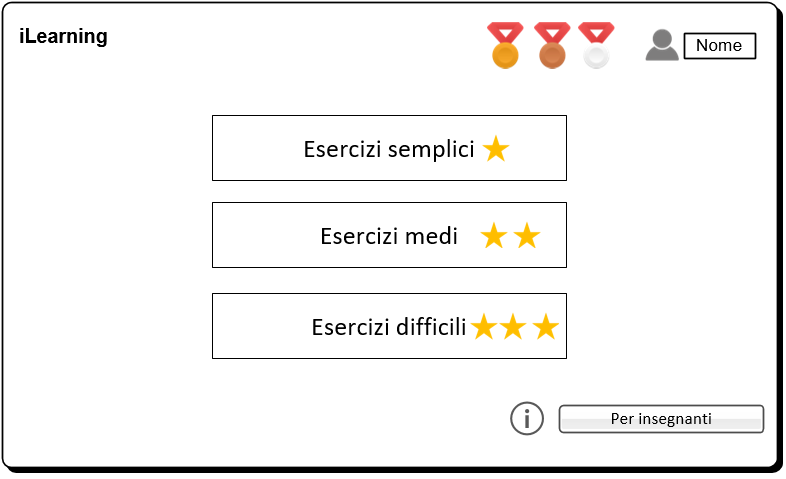 iLearning
Nome
Esercizi semplici
Esercizi medi
Esercizi difficili
i
Per insegnanti